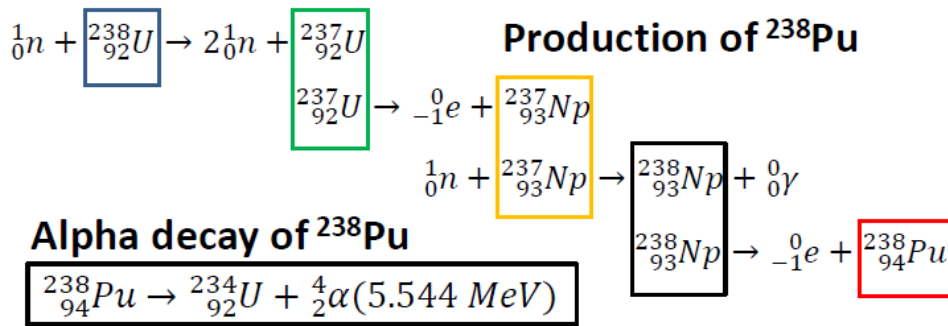 ¹₀n + ²³⁸₉₂U → 2¹₀n + ²³⁷₉₂U
Production of ²³⁸Pu
²³⁷₉₂U → ⁰₋₁e + ²³⁷₉₃Np
¹₀n + ²³⁷₉₃Np → ²³⁸₉₃Np + ⁰₀γ
Alpha decay of ²³⁸Pu
²³⁸₉₃Np → ⁰₋₁e + ²³⁸₉₄Pu
²³⁸₉₄Pu → ²³⁴₉₂U + ⁴₂α(5.544 MeV)